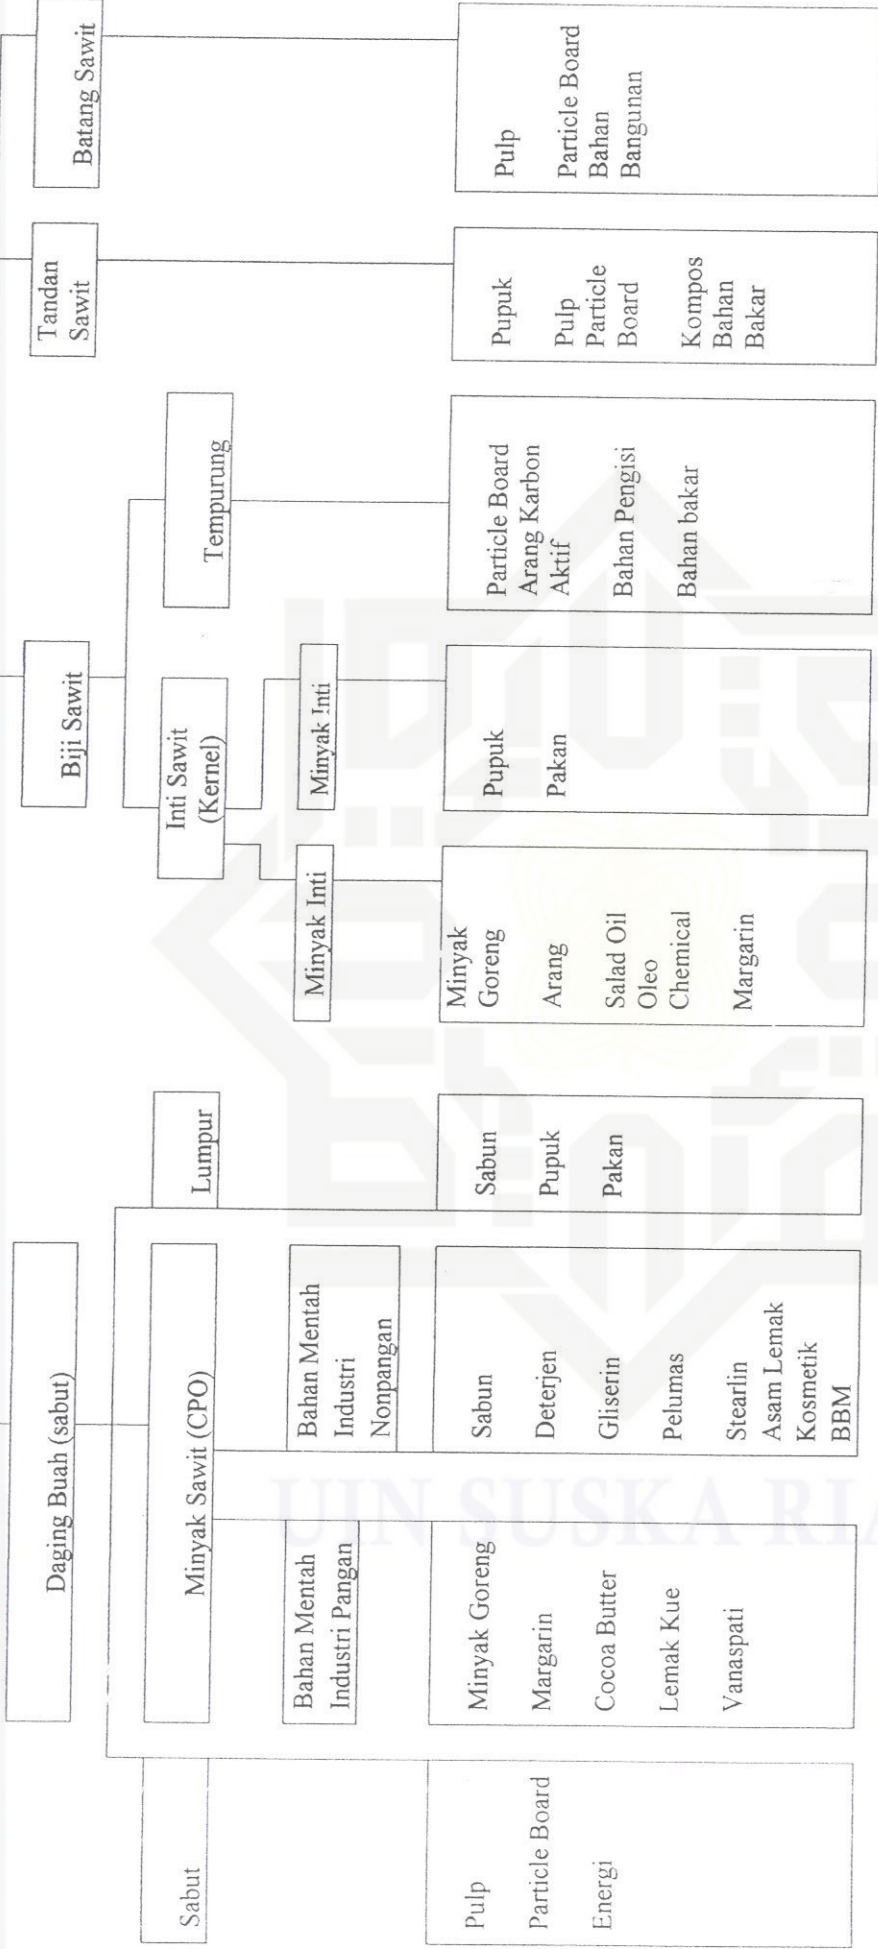 Daging Buah (sabut)
Biji Sawit
Tandan
Sawit
Batang Sawit
Sabut
Minyak Sawit (CPO)
Lumpur
Inti Sawit
(Kernel)
Tempurung
Bahan Mentah
Industri Pangan
Bahan Mentah
Industri
Nonpangan
Minyak Inti
Minyak Inti
Pulp
Particle Board
Energi
Minyak Goreng
Margarin
Cocoa Butter
Lemak Kue
Vanaspati
Sabun
Deterjen
Gliserin
Pelumas
Stearlin
Asam Lemak
Kosmetik
BBM
Sabun
Pupuk
Pakan
Minyak
Goreng
Arang
Salad Oil
Oleo
Chemical
Margarin
Pupuk
Pakan
Particle Board
Arang Karbon
Aktif
Bahan Pengisi
Bahan bakar
Pupuk
Pulp
Particle
Board
Kompos
Bahan
Bakar
Pulp
Particle Board
Bahan
Bangunan
UIN SUSKA RIA